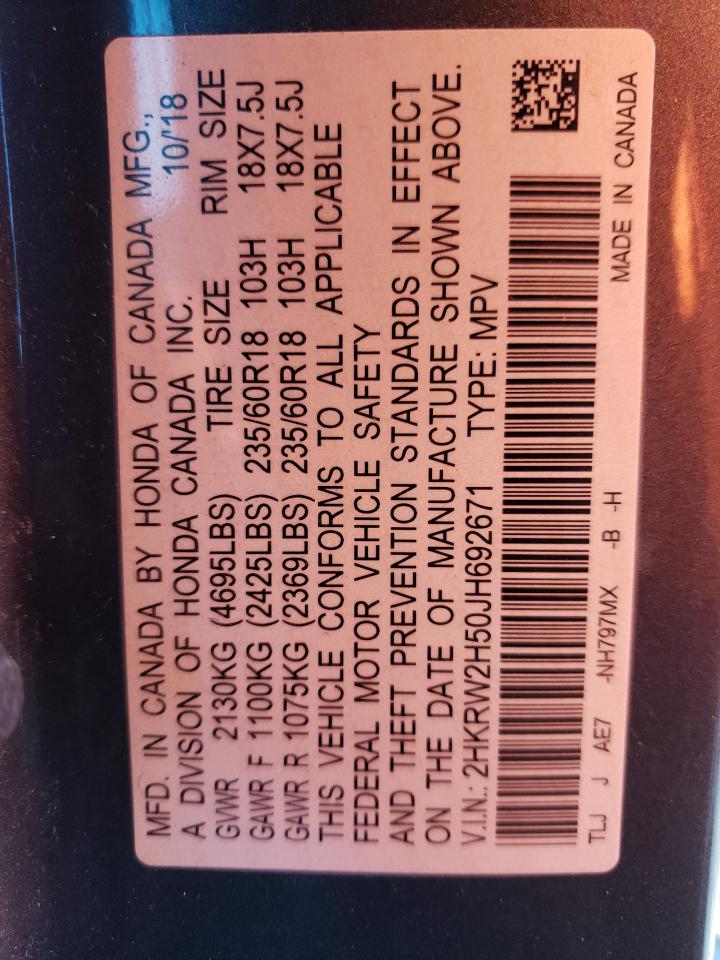 MFD. IN CANADA BY HONDA OF CANADA MFG.,
A DIVISION OF HONDA CANADA INC. 10/'18
GVWR 2130KG (4695LBS) TIRE SIZE RIM SIZE
GAWR F 1100KG (2425LBS) 235/60R18 103H 18X7.5J
GAWR R 1075KG (2369LBS) 235/60R18 103H 18X7.5J
THIS VEHICLE CONFORMS TO ALL APPLICABLE
FEDERAL MOTOR VEHICLE SAFETY
AND THEFT PREVENTION STANDARDS IN EFFECT
ON THE DATE OF MANUFACTURE SHOWN ABOVE.
V.I.N.: 2HKRW2H50JH692671 TYPE: MPV
TLJ J AE7 -NH797MX -B -H MADE IN CANADA